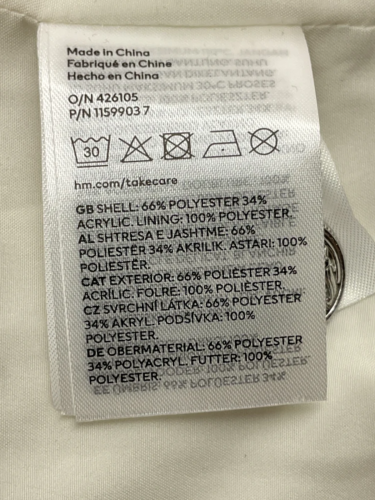 Made in China
Fabriqué en Chine
Hecho en China
O/N 426105
P/N 1159903 7
30
hm.com/takecare
GB SHELL: 66% POLYESTER 34%
ACRYLIC. LINING: 100% POLYESTER.
AL SHTRESA E JASHTME: 66%
POLIESTËR 34% AKRILIK. ASTARI: 100%
POLIESTËR.
CAT EXTERIOR: 66% POLIÈSTER 34%
ACRÍLIC. FOLRE: 100% POLIÈSTER.
CZ SVRCHNÍ LÁTKA: 66% POLYESTER
34% AKRYL. PODŠÍVKA: 100%
POLYESTER.
DE OBERMATERIAL: 66% POLYESTER
34% POLYACRYL. FUTTER: 100%
POLYESTER.